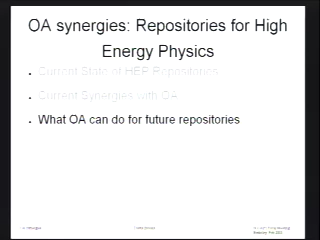 OA synergies: Repositories for High
Energy Physics
Current State of HEP Repositories
Current Synergies with OA
What OA can do for future repositories